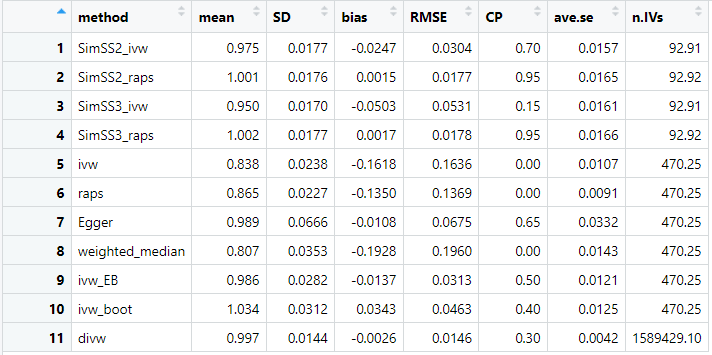 method mean SD bias RMSE CP ave.se n.IVs
1 SimSS2_ivw 0.975 0.0177 -0.0247 0.0304 0.70 0.0157 92.91
2 SimSS2_raps 1.001 0.0176 0.0015 0.0177 0.95 0.0165 92.92
3 SimSS3_ivw 0.950 0.0170 -0.0503 0.0531 0.15 0.0161 92.91
4 SimSS3_raps 1.002 0.0177 0.0017 0.0178 0.95 0.0166 92.92
5 ivw 0.838 0.0238 -0.1618 0.1636 0.00 0.0107 470.25
6 raps 0.865 0.0227 -0.1350 0.1369 0.00 0.0091 470.25
7 Egger 0.989 0.0666 -0.0108 0.0675 0.65 0.0332 470.25
8 weighted_median 0.807 0.0353 -0.1928 0.1960 0.00 0.0143 470.25
9 ivw_EB 0.986 0.0282 -0.0137 0.0313 0.50 0.0121 470.25
10 ivw_boot 1.034 0.0312 0.0343 0.0463 0.40 0.0125 470.25
11 divw 0.997 0.0144 -0.0026 0.0146 0.30 0.0042 1589429.10